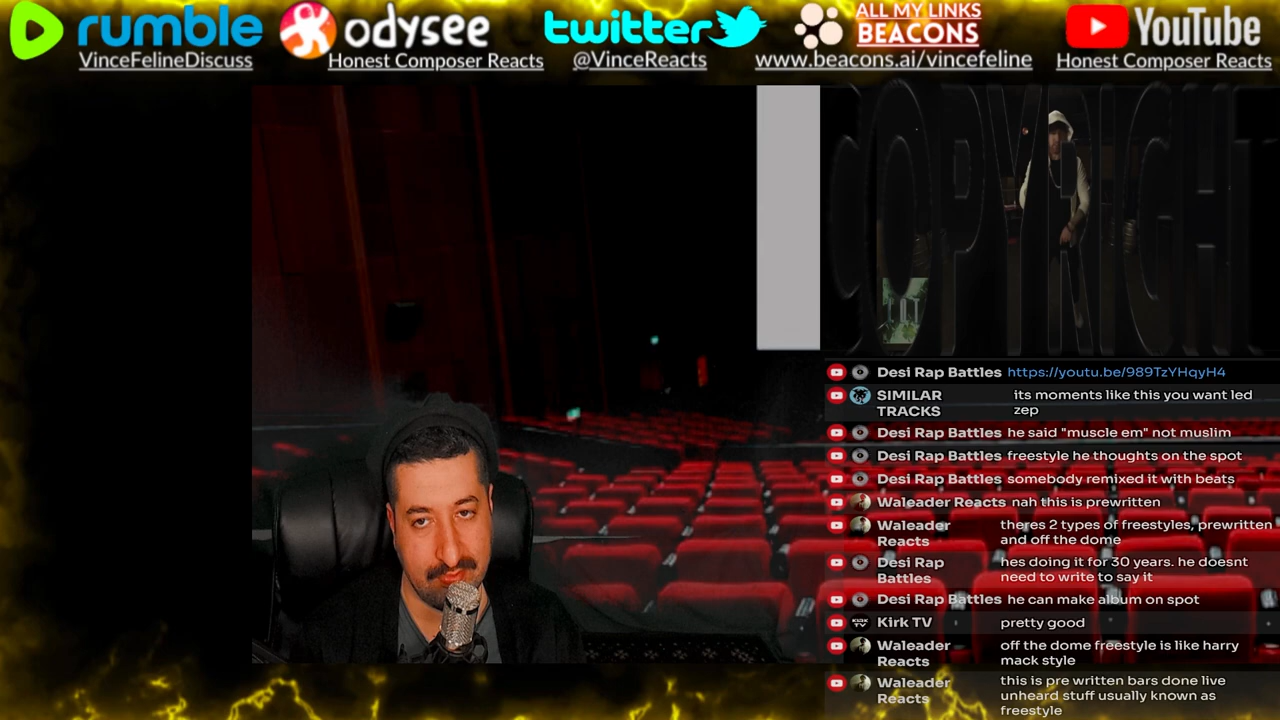 rumble
VinceFelineDiscuss
odysee
Honest Composer Reacts
twitter
@VinceReacts
ALL MY LINKS
BEACONS
www.beacons.ai/vincefeline
YouTube
Honest Composer Reacts
COPYRIGHT
Desi Rap Battles https://youtu.be/989TzYHqyH4
SIMILAR TRACKS its moments like this you want led
zep
Desi Rap Battles he said "muscle em" not muslim
Desi Rap Battles freestyle he thoughts on the spot
Desi Rap Battles somebody remixed it with beats
Waleader Reacts nah this is prewritten
Waleader Reacts theres 2 types of freestyles, prewritten
and off the dome
Desi Rap Battles hes doing it for 30 years. he doesnt
need to write to say it
Desi Rap Battles he can make album on spot
Kirk TV pretty good
Waleader Reacts off the dome freestyle is like harry
mack style
Waleader Reacts this is pre written bars done live
unheard stuff usually known as
freestyle